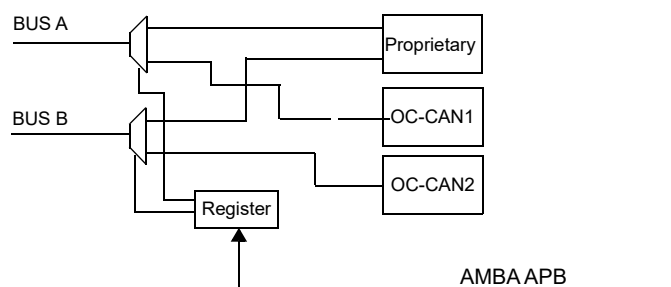 BUS A
Proprietary
OC-CAN1
BUS B
OC-CAN2
Register
AMBA APB